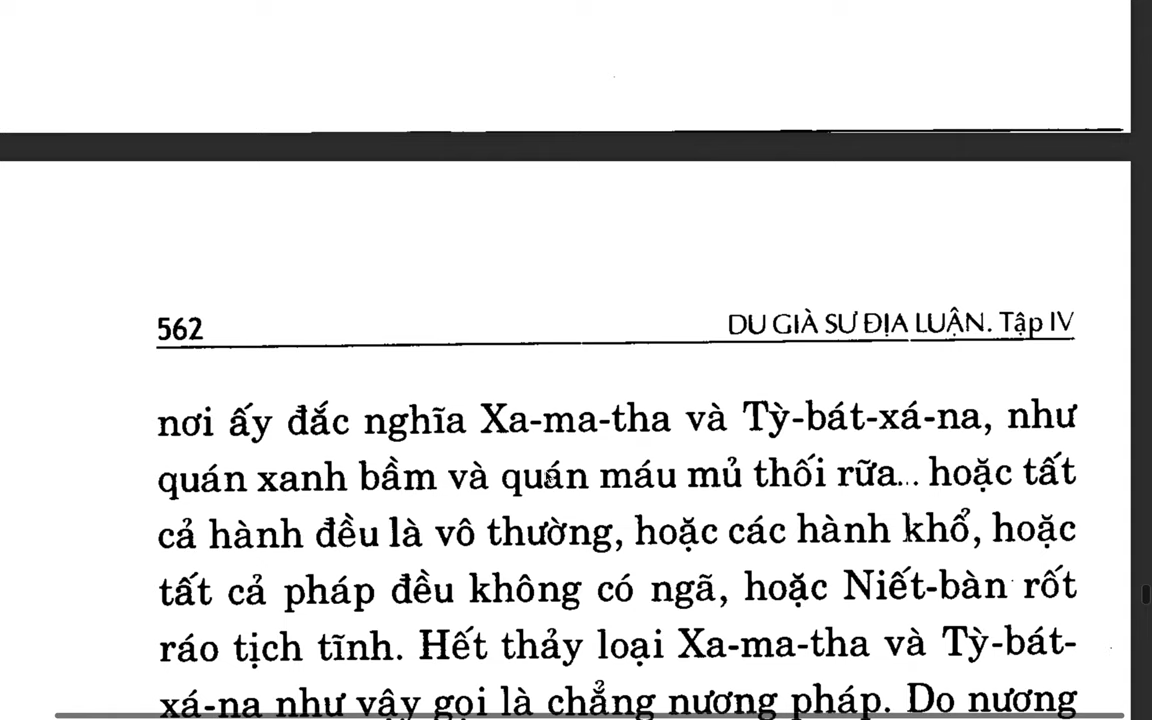 562
DU GIÀ SƯ ĐỊA LUẬN. Tập IV
nơi ấy đắc nghĩa Xa-ma-tha và Tỳ-bát-xá-na, như
quán xanh bầm và quán máu mủ thối rữa... hoặc tất
cả hành đều là vô thường, hoặc các hành khổ, hoặc
tất cả pháp đều không có ngã, hoặc Niết-bàn rốt
ráo tịch tĩnh. Hết thảy loại Xa-ma-tha và Tỳ-bát-
xá-na như vậy gọi là chẳng nương pháp. Do nương